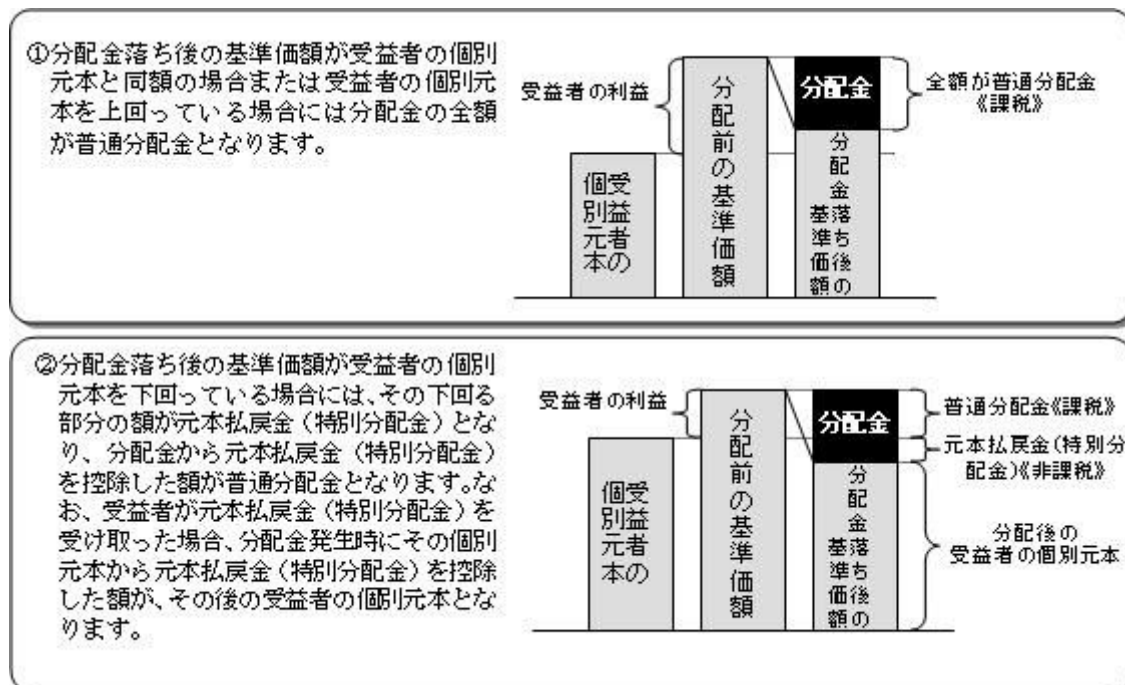 ①分配金落ち後の基準価額が受益者の個別
元本と同額の場合または受益者の個別元
本を上回っている場合には分配金の全額
が普通分配金となります。
受益者の利益
個別元本
受益者の
分配前の基準価額
分配金
分配金落ち後の
基準価額
全額が普通分配金
《課税》
②分配金落ち後の基準価額が受益者の個別
元本を下回っている場合には、その下回る
部分の額が元本払戻金(特別分配金)とな
り、分配金から元本払戻金(特別分配金)
を控除した額が普通分配金となります。な
お、受益者が元本払戻金(特別分配金)を
受け取った場合、分配金発生時にその個別
元本から元本払戻金(特別分配金)を控除
した額が、その後の受益者の個別元本とな
ります。
受益者の利益
受益者の
個別元本
分配前の基準価額
分配金
分配金落ち後の
基準価額
普通分配金《課税》
元本払戻金(特別分
配金)《非課税》
分配後の
受益者の個別元本